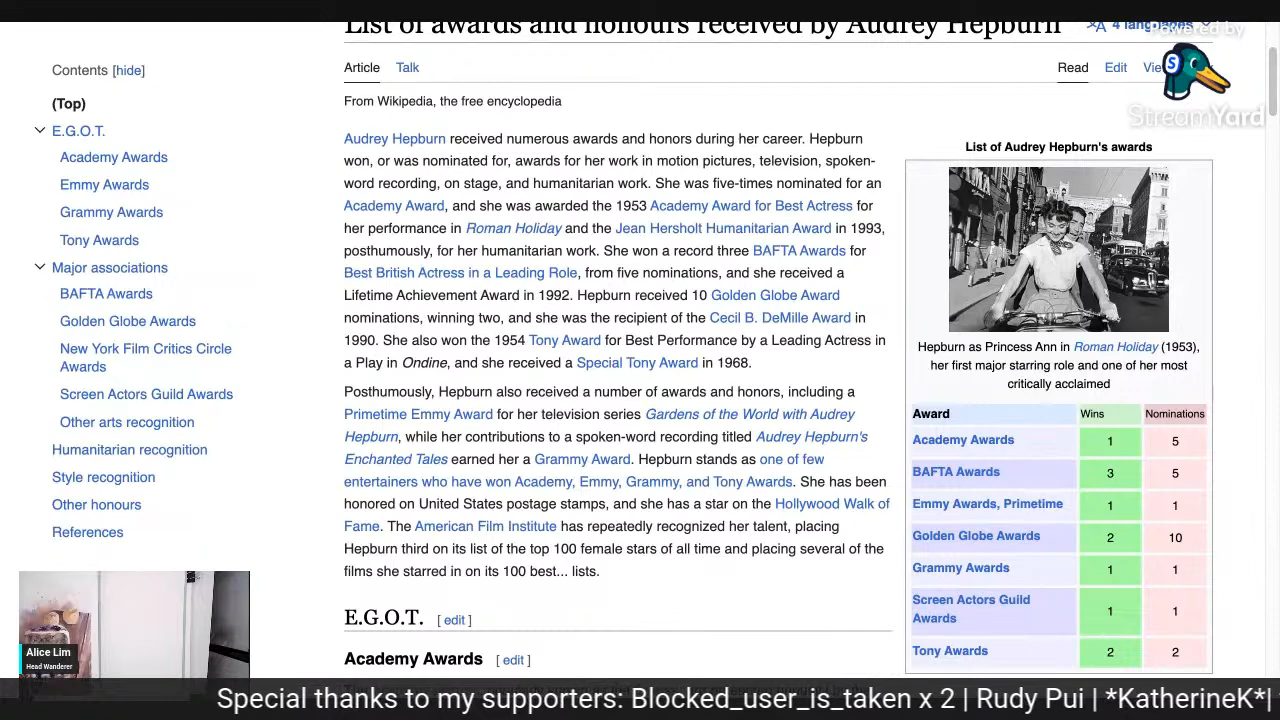 List of awards and honours received by Audrey Hepburn
4 languages
Powered by
StreamYard
Contents [hide]
(Top)
E.G.O.T.
Academy Awards
Emmy Awards
Grammy Awards
Tony Awards
Major associations
BAFTA Awards
Golden Globe Awards
New York Film Critics Circle
Awards
Screen Actors Guild Awards
Other arts recognition
Humanitarian recognition
Style recognition
Other honours
References
Article Talk
Read Edit
From Wikipedia, the free encyclopedia
Audrey Hepburn received numerous awards and honors during her career. Hepburn
won, or was nominated for, awards for her work in motion pictures, television, spoken-
word recording, on stage, and humanitarian work. She was five-times nominated for an
Academy Award, and she was awarded the 1953 Academy Award for Best Actress for
her performance in Roman Holiday and the Jean Hersholt Humanitarian Award in 1993,
posthumously, for her humanitarian work. She won a record three BAFTA Awards for
Best British Actress in a Leading Role, from five nominations, and she received a
Lifetime Achievement Award in 1992. Hepburn received 10 Golden Globe Award
nominations, winning two, and she was the recipient of the Cecil B. DeMille Award in
1990. She also won the 1954 Tony Award for Best Performance by a Leading Actress in
a Play in Ondine, and she received a Special Tony Award in 1968.
Posthumously, Hepburn also received a number of awards and honors, including a
Primetime Emmy Award for her television series Gardens of the World with Audrey
Hepburn, while her contributions to a spoken-word recording titled Audrey Hepburn's
Enchanted Tales earned her a Grammy Award. Hepburn stands as one of few
entertainers who have won Academy, Emmy, Grammy, and Tony Awards. She has been
honored on United States postage stamps, and she has a star on the Hollywood Walk of
Fame. The American Film Institute has repeatedly recognized her talent, placing
Hepburn third on its list of the top 100 female stars of all time and placing several of the
films she starred in on its 100 best... lists.
E.G.O.T. [ edit ]
Academy Awards [ edit ]
List of Audrey Hepburn's awards
Hepburn as Princess Ann in Roman Holiday (1953),
her first major starring role and one of her most
critically acclaimed
Award Wins Nominations
Academy Awards 1 5
BAFTA Awards 3 5
Emmy Awards, Primetime 1 1
Golden Globe Awards 2 10
Grammy Awards 1 1
Screen Actors Guild
Awards 1 1
Tony Awards 2 2
Alice Lim
Head Wanderer
Special thanks to my supporters: Blocked_user_is_taken x 2 | Rudy Pui | *KatherineK*|